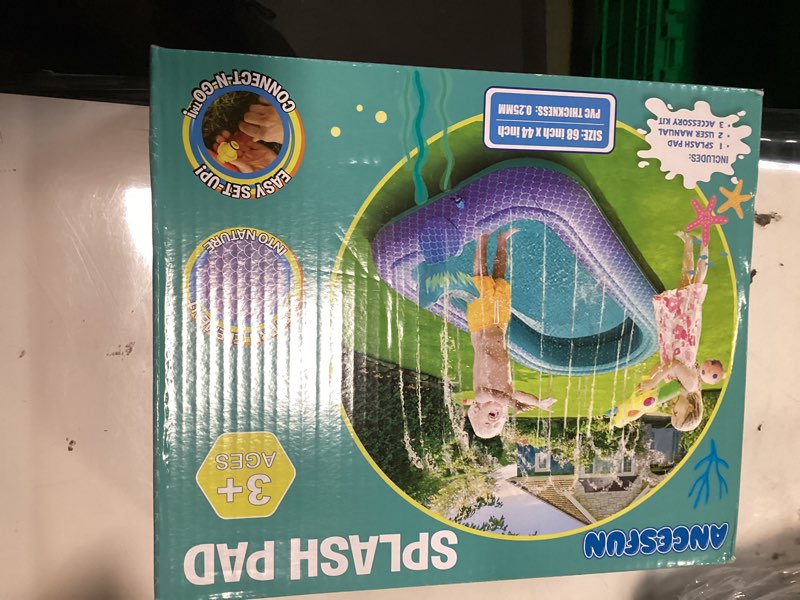 ANCESFUN
SPLASH PAD
3+
AGES
INTO NATURE
EASY SET-UP!
CONNECT-N-GO™!
INCLUDES:
• 1 SPLASH PAD
• 2 USER MANUAL
• 3 ACCESSORY KIT
SIZE: 68 inch x 44 inch
PVC THICKNESS: 0.25MM